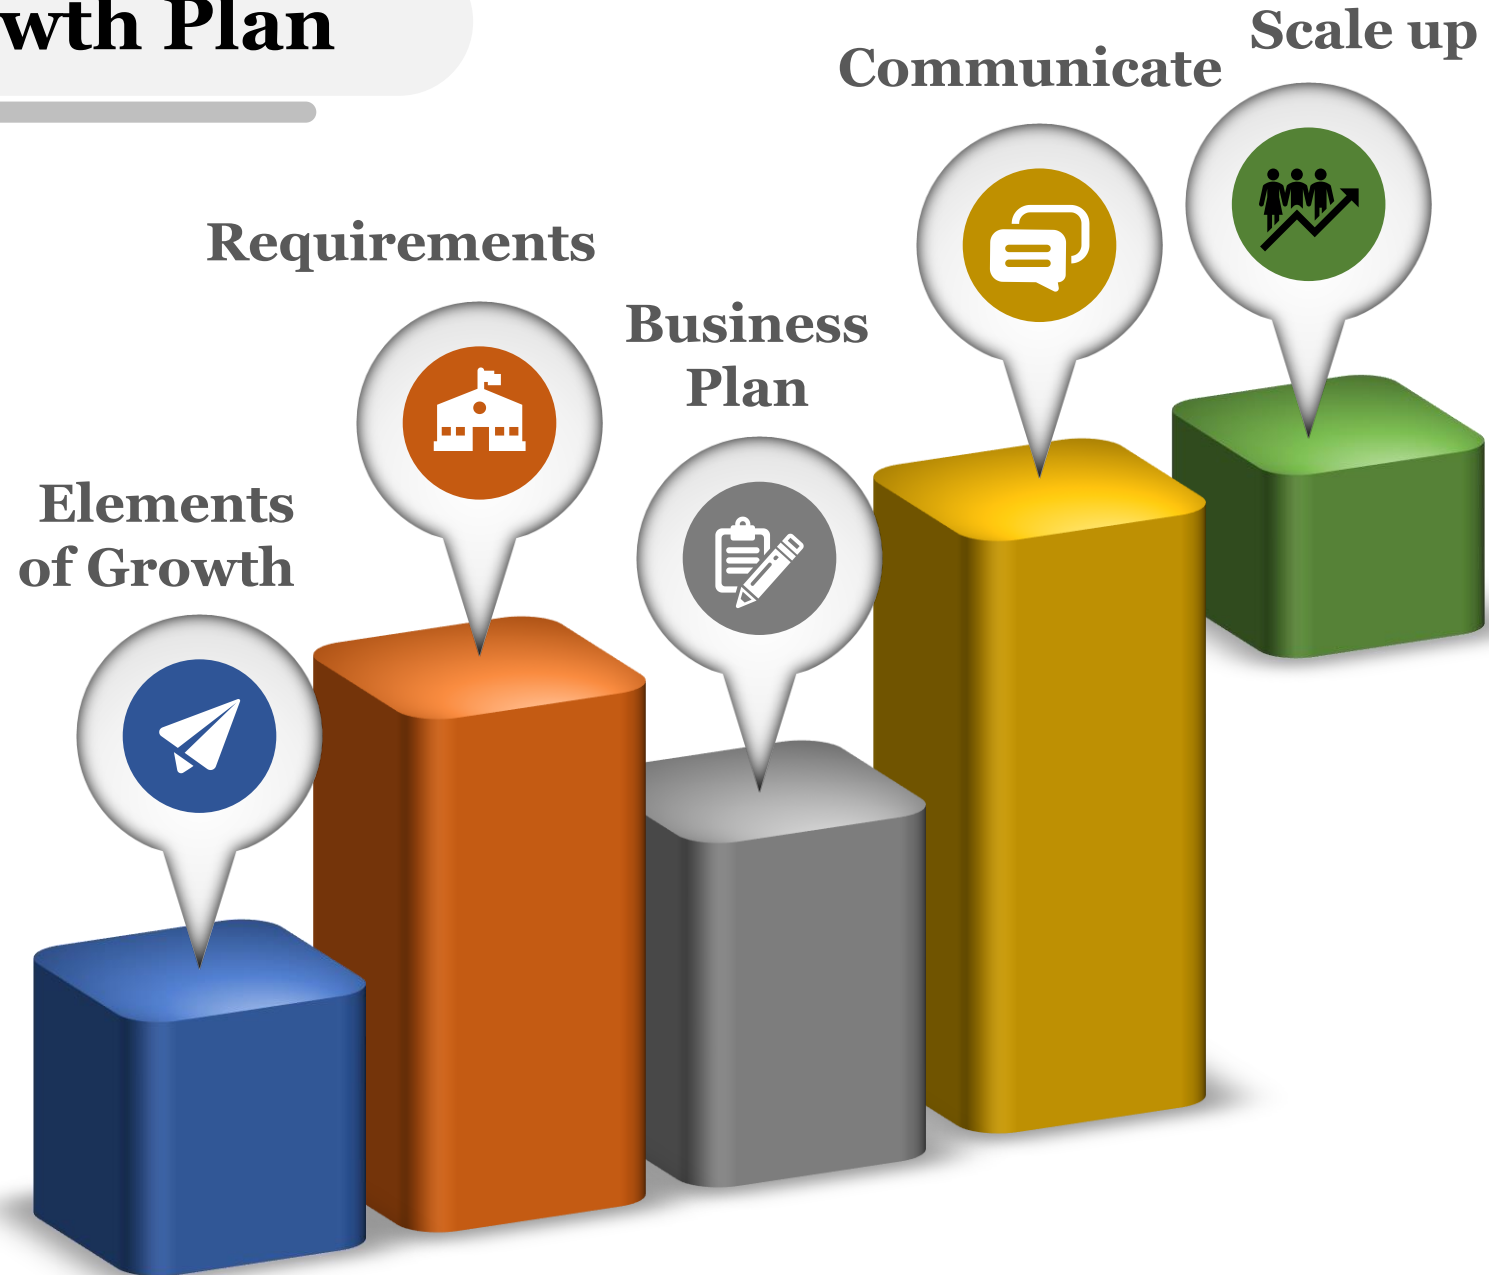 wth Plan
Scale up
Communicate
Requirements
Business
Plan
Elements
of Growth